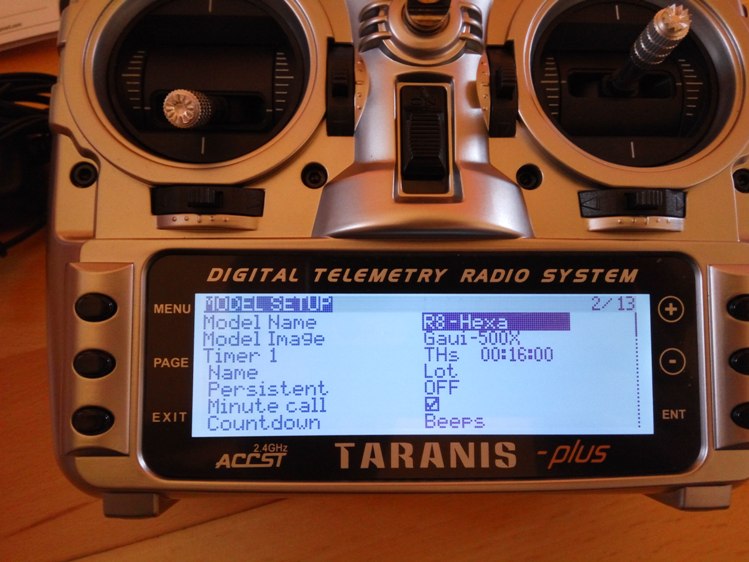 DIGITAL TELEMETRY RADIO SYSTEM
MENU
PAGE
EXIT
MODEL SETUP 2/13
Model Name R8-Hexa
Model Image Gaui-500X
Timer 1 THs 00:16:00
Name Lot
Persistent OFF
Minute call ☑
Countdown Beeps
+
-
ENT
2.4GHz
ACCST
TARANIS -plus